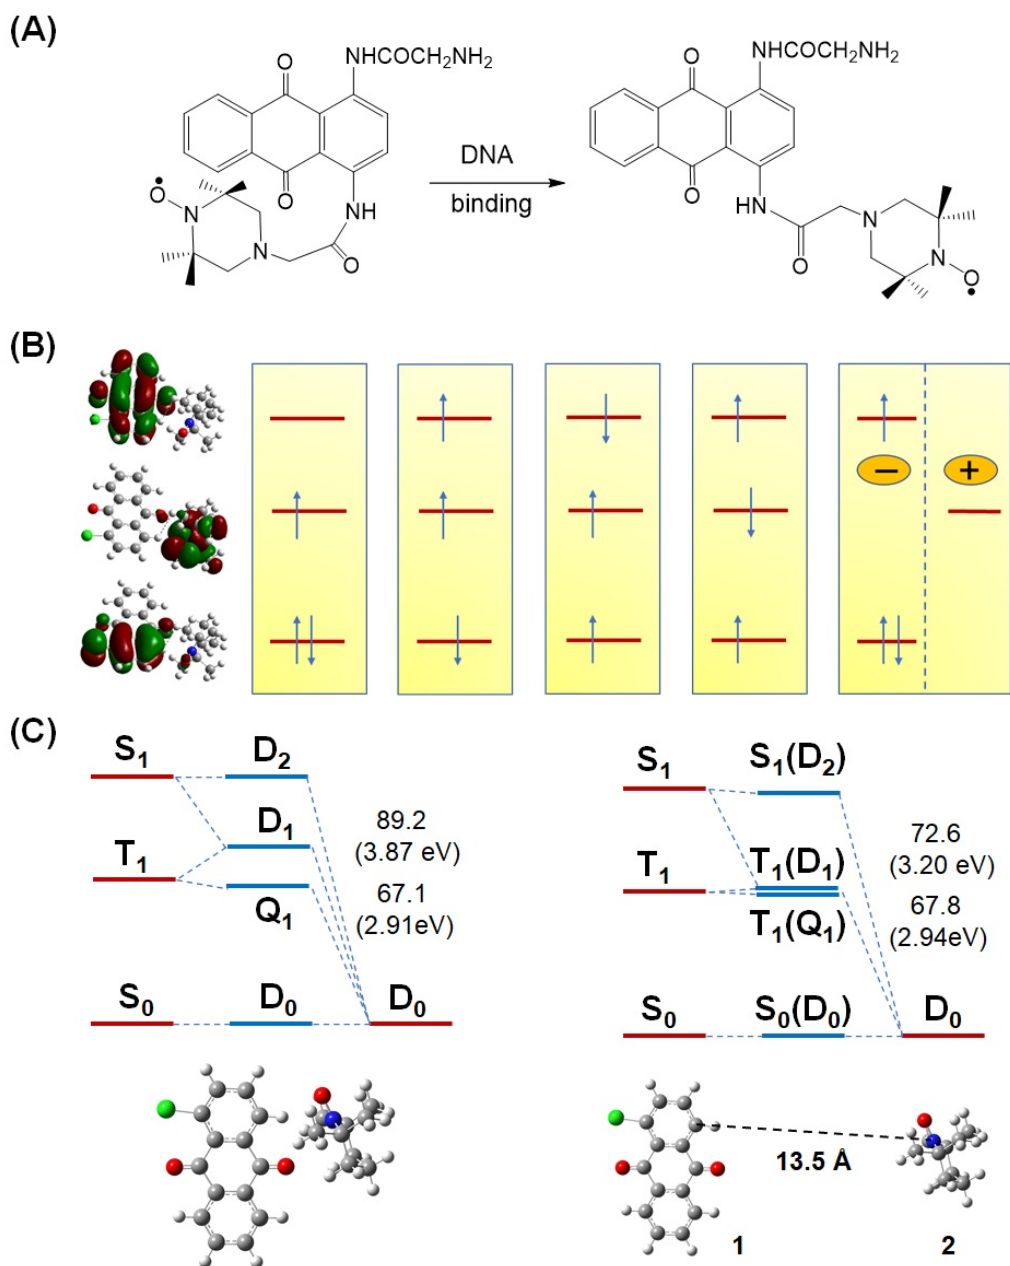 (A)
NHCOCH₂NH₂
O
O
O
N
N
NH
O
DNA
binding
NHCOCH₂NH₂
O
O
HN
O
N
N
O
(B)
−
+
(C)
S₁
D₂
D₁
T₁
Q₁
S₀
D₀
D₀
89.2
(3.87 eV)
67.1
(2.91eV)
S₁
S₁(D₂)
T₁
T₁(D₁)
T₁(Q₁)
S₀
S₀(D₀)
D₀
72.6
(3.20 eV)
67.8
(2.94eV)
13.5 Å
1
2